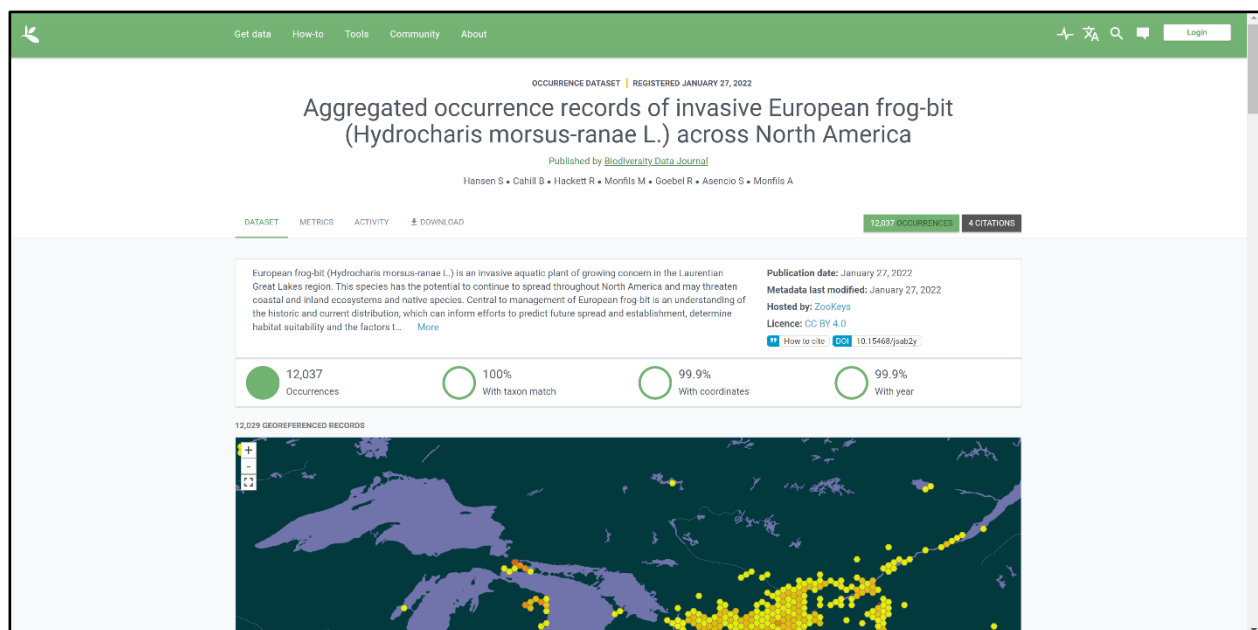 Get data How-to Tools Community About Login
OCCURRENCE DATASET | REGISTERED JANUARY 27, 2022
Aggregated occurrence records of invasive European frog-bit
(Hydrocharis morsus-ranae L.) across North America
Published by Biodiversity Data Journal
Hansen S • Cahill B • Hackett R • Monfils M • Goebel R • Asencio S • Monfils A
DATASET METRICS ACTIVITY DOWNLOAD 12,037 OCCURRENCES 4 CITATIONS
European frog-bit (Hydrocharis morsus-ranae L.) is an invasive aquatic plant of growing concern in the Laurentian
Great Lakes region. This species has the potential to continue to spread throughout North America and may threaten
coastal and inland ecosystems and native species. Central to management of European frog-bit is an understanding of
the historic and current distribution, which can inform efforts to predict future spread and establishment, determine
habitat suitability and the factors t... More
Publication date: January 27, 2022
Metadata last modified: January 27, 2022
Hosted by: ZooKeys
Licence: CC BY 4.0
How to cite DOI 10.15468/jsab2y
12,037
Occurrences
100%
With taxon match
99.9%
With coordinates
99.9%
With year
12,029 GEOREFERENCED RECORDS
+
-